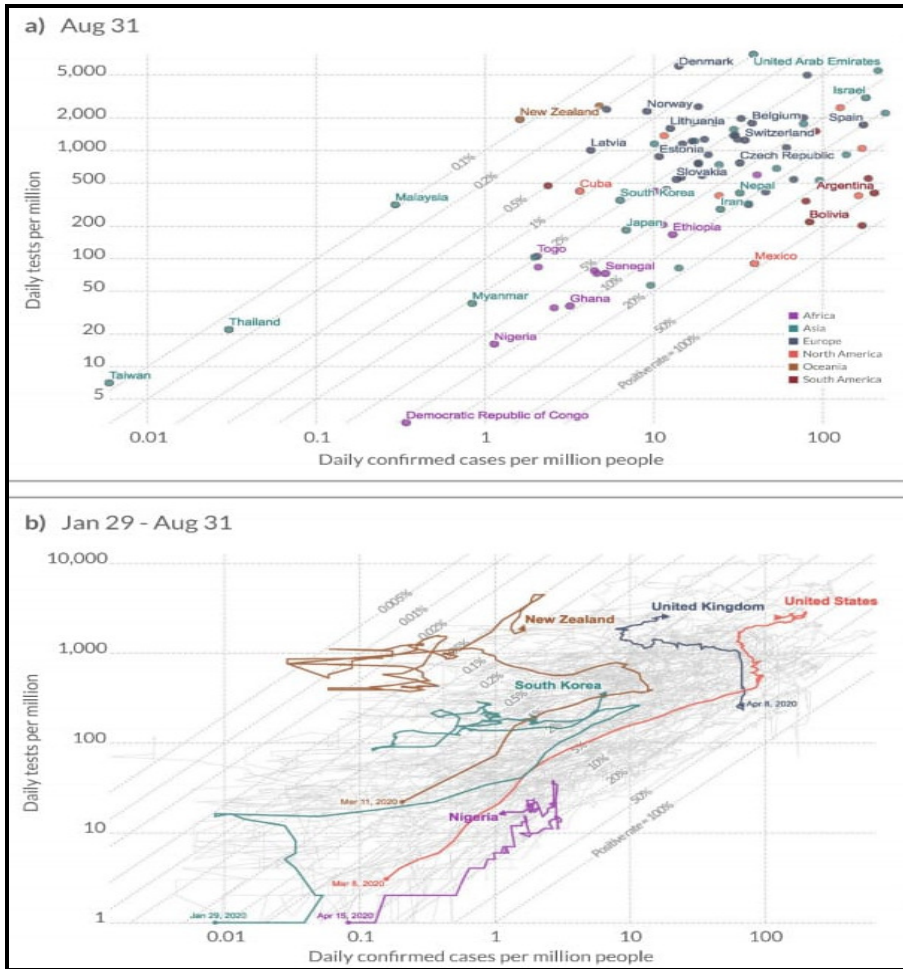 a) Aug 31
Daily tests per million
5,000
2,000
1,000
500
200
100
50
20
10
5
Denmark
United Arab Emirates
Israel
New Zealand
Norway
Lithuania
Belgium
Spain
Switzerland
Latvia
Estonia
Czech Republic
0.1%
0.2%
Slovakia
Malaysia
Cuba
South Korea
Nepal
Argentina
0.5%
Iran
1%
Japan
Ethiopia
Bolivia
2%
Togo
5%
Senegal
Mexico
10%
20%
Myanmar
Ghana
50%
Positive rate = 100%
Thailand
Nigeria
Taiwan
Democratic Republic of Congo
Africa
Asia
Europe
North America
Oceania
South America
0.01
0.1
1
10
100
Daily confirmed cases per million people
b) Jan 29 - Aug 31
Daily tests per million
10,000
1,000
100
10
1
0.005%
0.01%
0.02%
United Kingdom
United States
New Zealand
0.1%
0.2%
South Korea
0.5%
Apr 8, 2020
5%
10%
20%
50%
Positive rate = 100%
Mar 11, 2020
Nigeria
Mar 8, 2020
Jan 29, 2020
Apr 15, 2020
0.01
0.1
1
10
100
Daily confirmed cases per million people